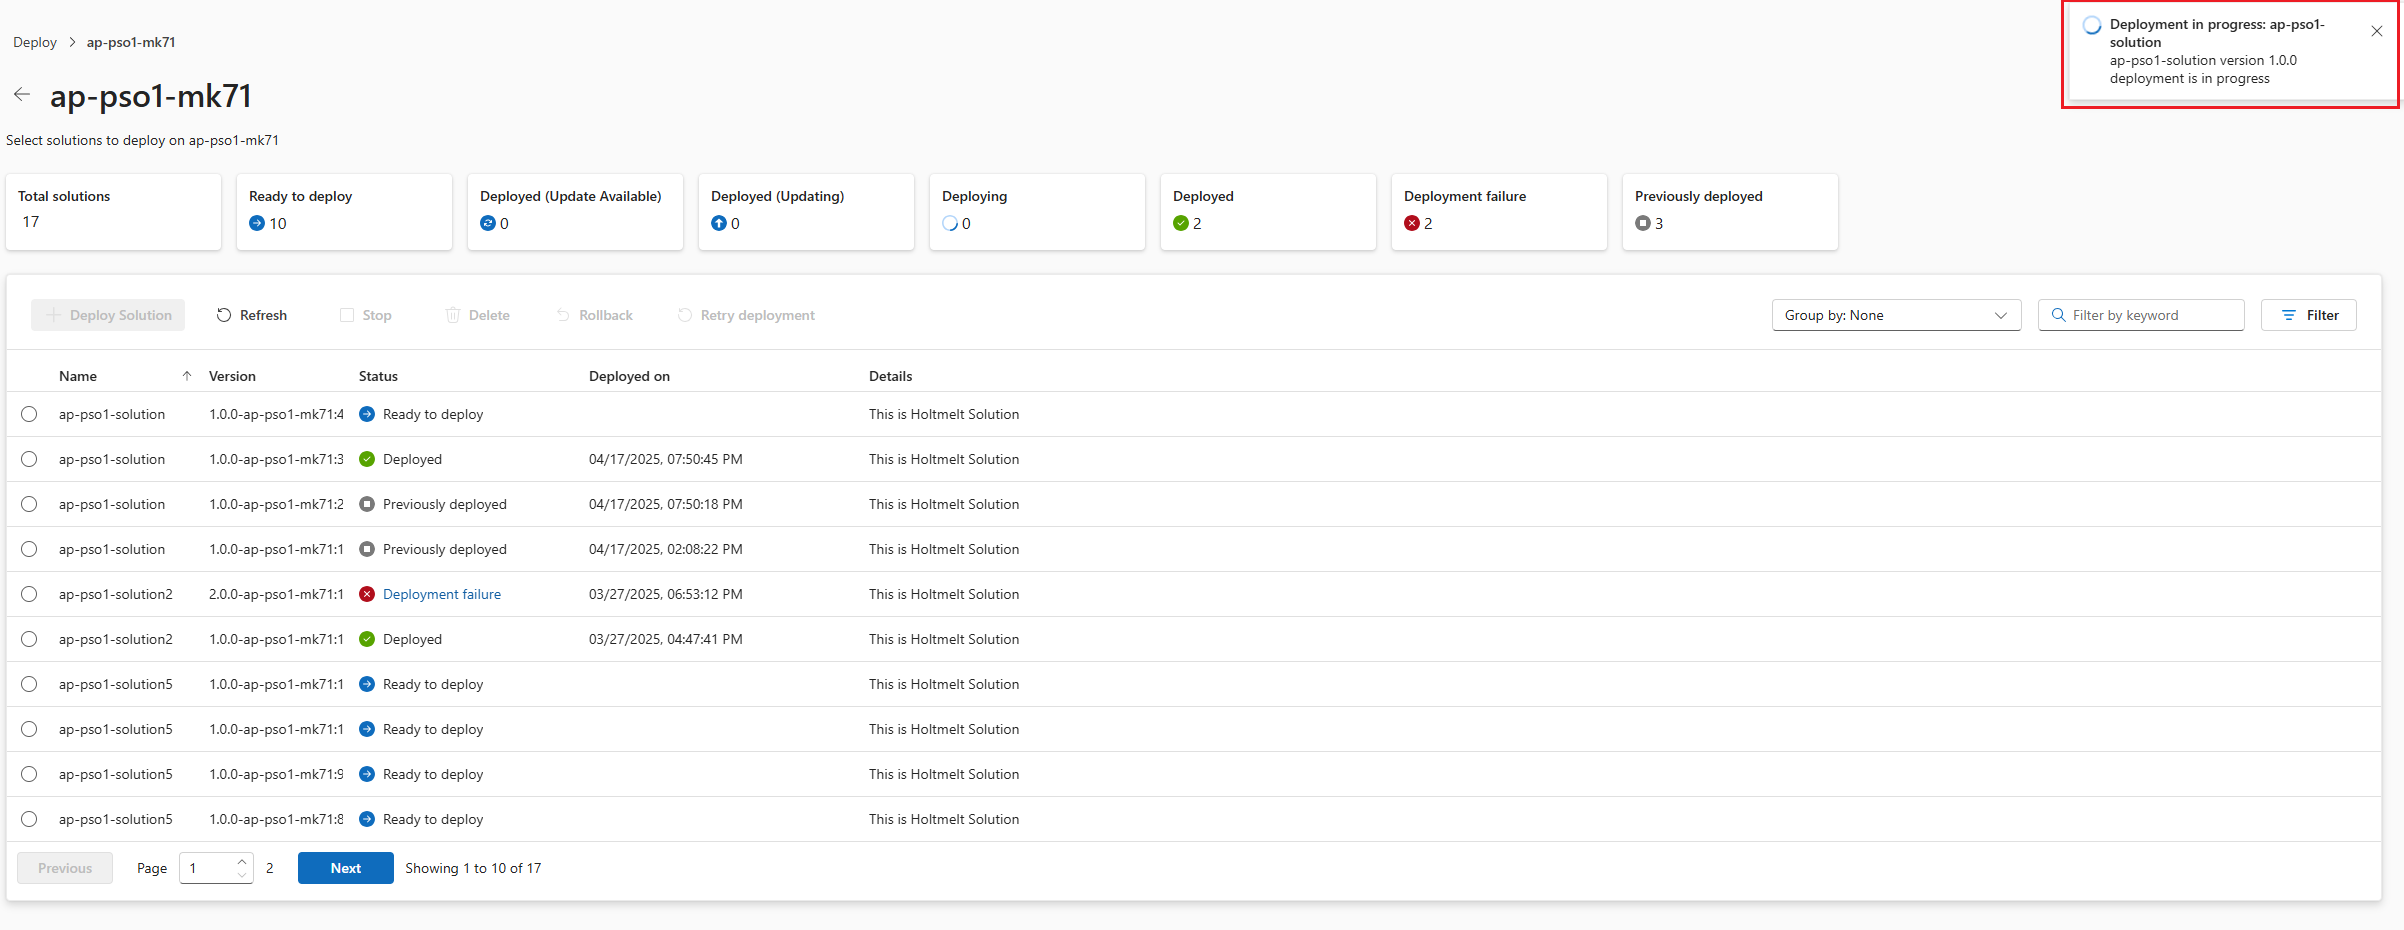 Deploy > ap-pso1-mk71
Deployment in progress: ap-pso1-
solution
ap-pso1-solution version 1.0.0
deployment is in progress
ap-pso1-mk71
Select solutions to deploy on ap-pso1-mk71
Total solutions
17
Ready to deploy
10
Deployed (Update Available)
0
Deployed (Updating)
0
Deploying
0
Deployed
2
Deployment failure
2
Previously deployed
3
Deploy Solution Refresh Stop Delete Rollback Retry deployment Group by: None Filter by keyword Filter
Name Version Status Deployed on Details
ap-pso1-solution 1.0.0-ap-pso1-mk71:4 Ready to deploy This is Holtmelt Solution
ap-pso1-solution 1.0.0-ap-pso1-mk71:3 Deployed 04/17/2025, 07:50:45 PM This is Holtmelt Solution
ap-pso1-solution 1.0.0-ap-pso1-mk71:2 Previously deployed 04/17/2025, 07:50:18 PM This is Holtmelt Solution
ap-pso1-solution 1.0.0-ap-pso1-mk71:1 Previously deployed 04/17/2025, 02:08:22 PM This is Holtmelt Solution
ap-pso1-solution2 2.0.0-ap-pso1-mk71:1 Deployment failure 03/27/2025, 06:53:12 PM This is Holtmelt Solution
ap-pso1-solution2 1.0.0-ap-pso1-mk71:1 Deployed 03/27/2025, 04:47:41 PM This is Holtmelt Solution
ap-pso1-solution5 1.0.0-ap-pso1-mk71:1 Ready to deploy This is Holtmelt Solution
ap-pso1-solution5 1.0.0-ap-pso1-mk71:1 Ready to deploy This is Holtmelt Solution
ap-pso1-solution5 1.0.0-ap-pso1-mk71:9 Ready to deploy This is Holtmelt Solution
ap-pso1-solution5 1.0.0-ap-pso1-mk71:8 Ready to deploy This is Holtmelt Solution
Previous Page 1 2 Next Showing 1 to 10 of 17